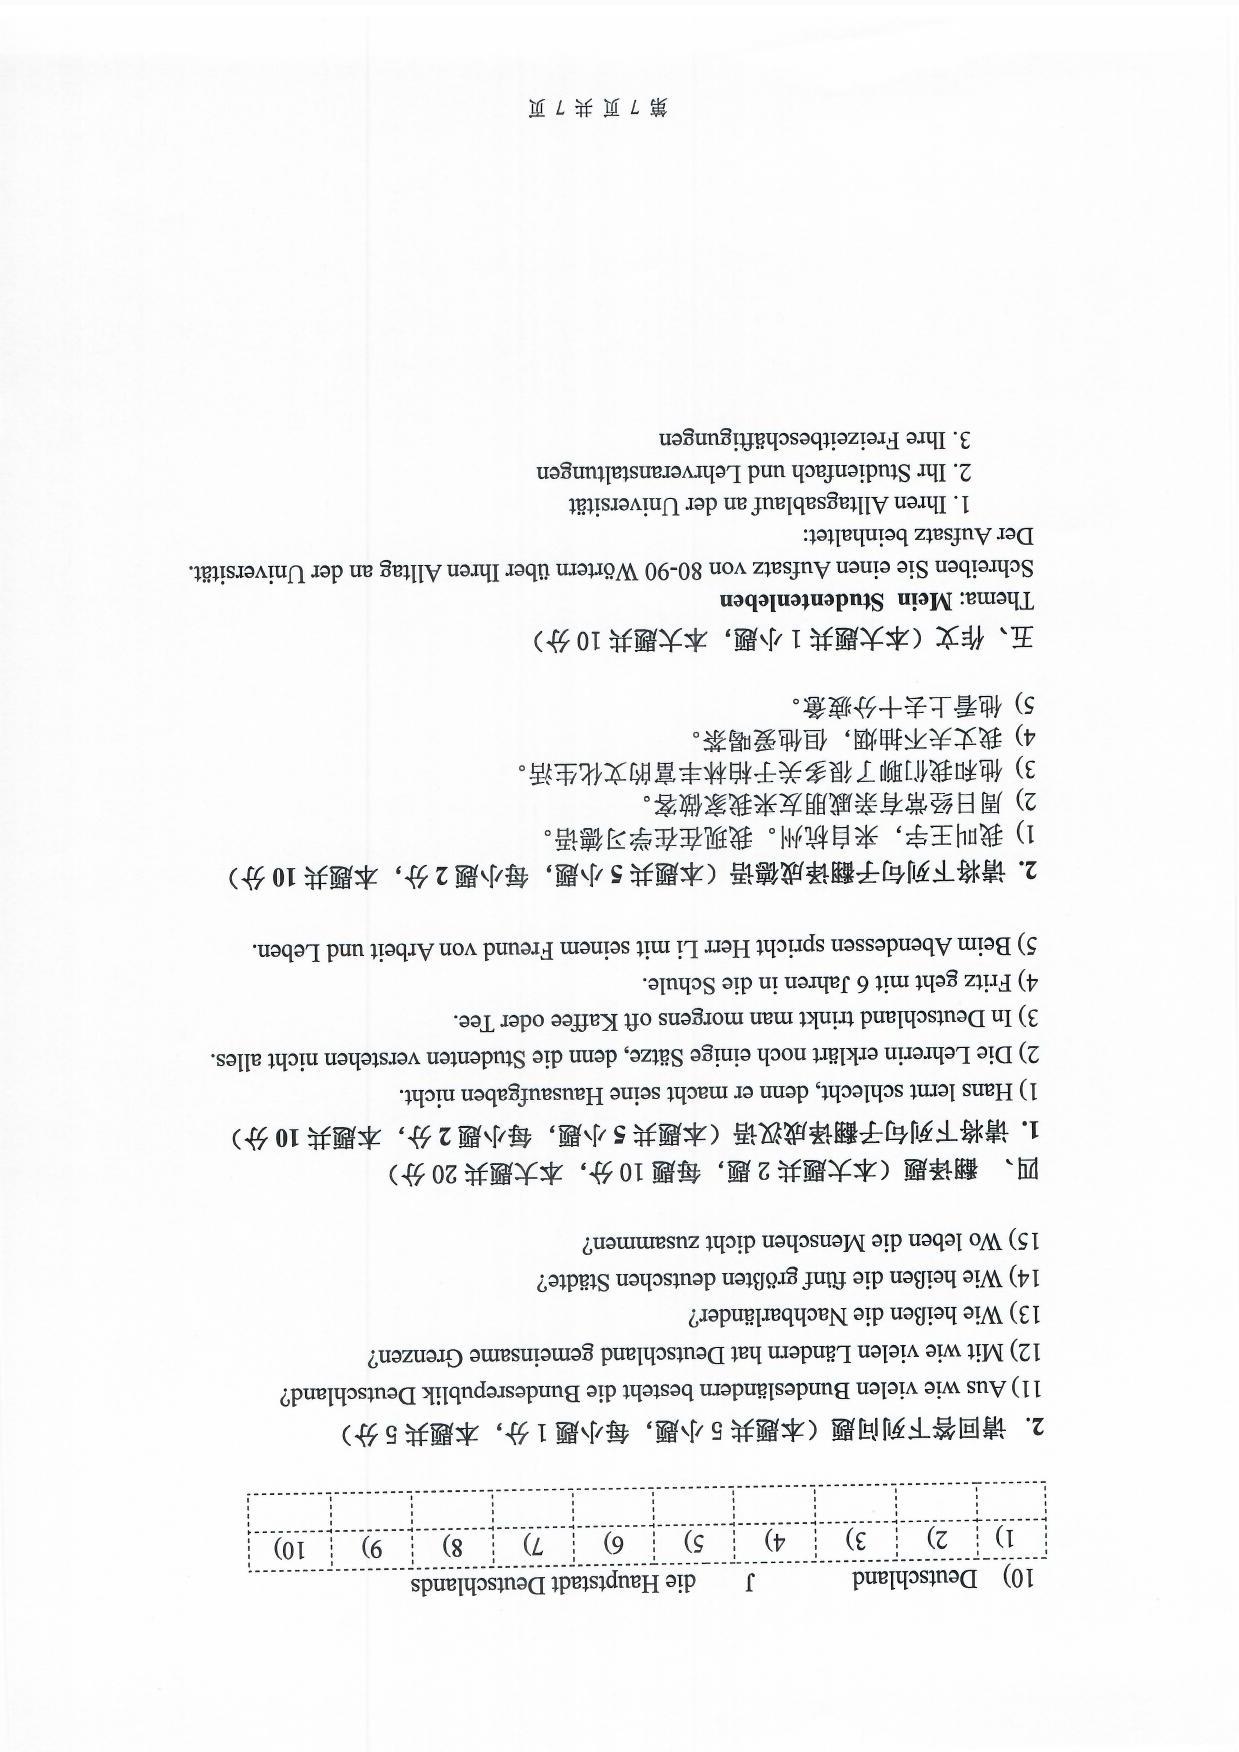 10) Deutschland J die Hauptstadt Deutschlands
1) 2) 3) 4) 5) 6) 7) 8) 9) 10)
2. 请回答下列问题（本题共 5 小题，每小题 1 分，本题共 5 分）
11) Aus wie vielen Bundesländern besteht die Bundesrepublik Deutschland?
12) Mit wie vielen Ländern hat Deutschland gemeinsame Grenzen?
13) Wie heißen die Nachbarländer?
14) Wie heißen die fünf größten deutschen Städte?
15) Wo leben die Menschen dicht zusammen?
四、 翻译题（本大题共 2 题，每题 10 分，本大题共 20 分）
1. 请将下列句子翻译成汉语（本题共 5 小题，每小题 2 分，本题共 10 分）
1) Hans lernt schlecht, denn er macht seine Hausaufgaben nicht.
2) Die Lehrerin erklärt noch einige Sätze, denn die Studenten verstehen nicht alles.
3) In Deutschland trinkt man morgens oft Kaffee oder Tee.
4) Fritz geht mit 6 Jahren in die Schule.
5) Beim Abendessen spricht Herr Li mit seinem Freund von Arbeit und Leben.
2. 请将下列句子翻译成德语（本题共 5 小题，每小题 2 分，本题共 10 分）
1) 我叫王宇，来自杭州。我现在在学习德语。
2) 周日经常有亲戚朋友来我家做客。
3) 他和我们聊了很多关于柏林丰富的文化生活。
4) 我丈夫不抽烟，但他爱喝茶。
5) 他看上去十分疲惫。
五、作文（本大题共 1 小题，本大题共 10 分）
Thema: Mein Studentenleben
Schreiben Sie einen Aufsatz von 80-90 Wörtern über Ihren Alltag an der Universität.
Der Aufsatz beinhaltet:
1. Ihren Alltagsablauf an der Universität
2. Ihr Studienfach und Lehrveranstaltungen
3. Ihre Freizeitbeschäftigungen
第 7 页 共 7 页